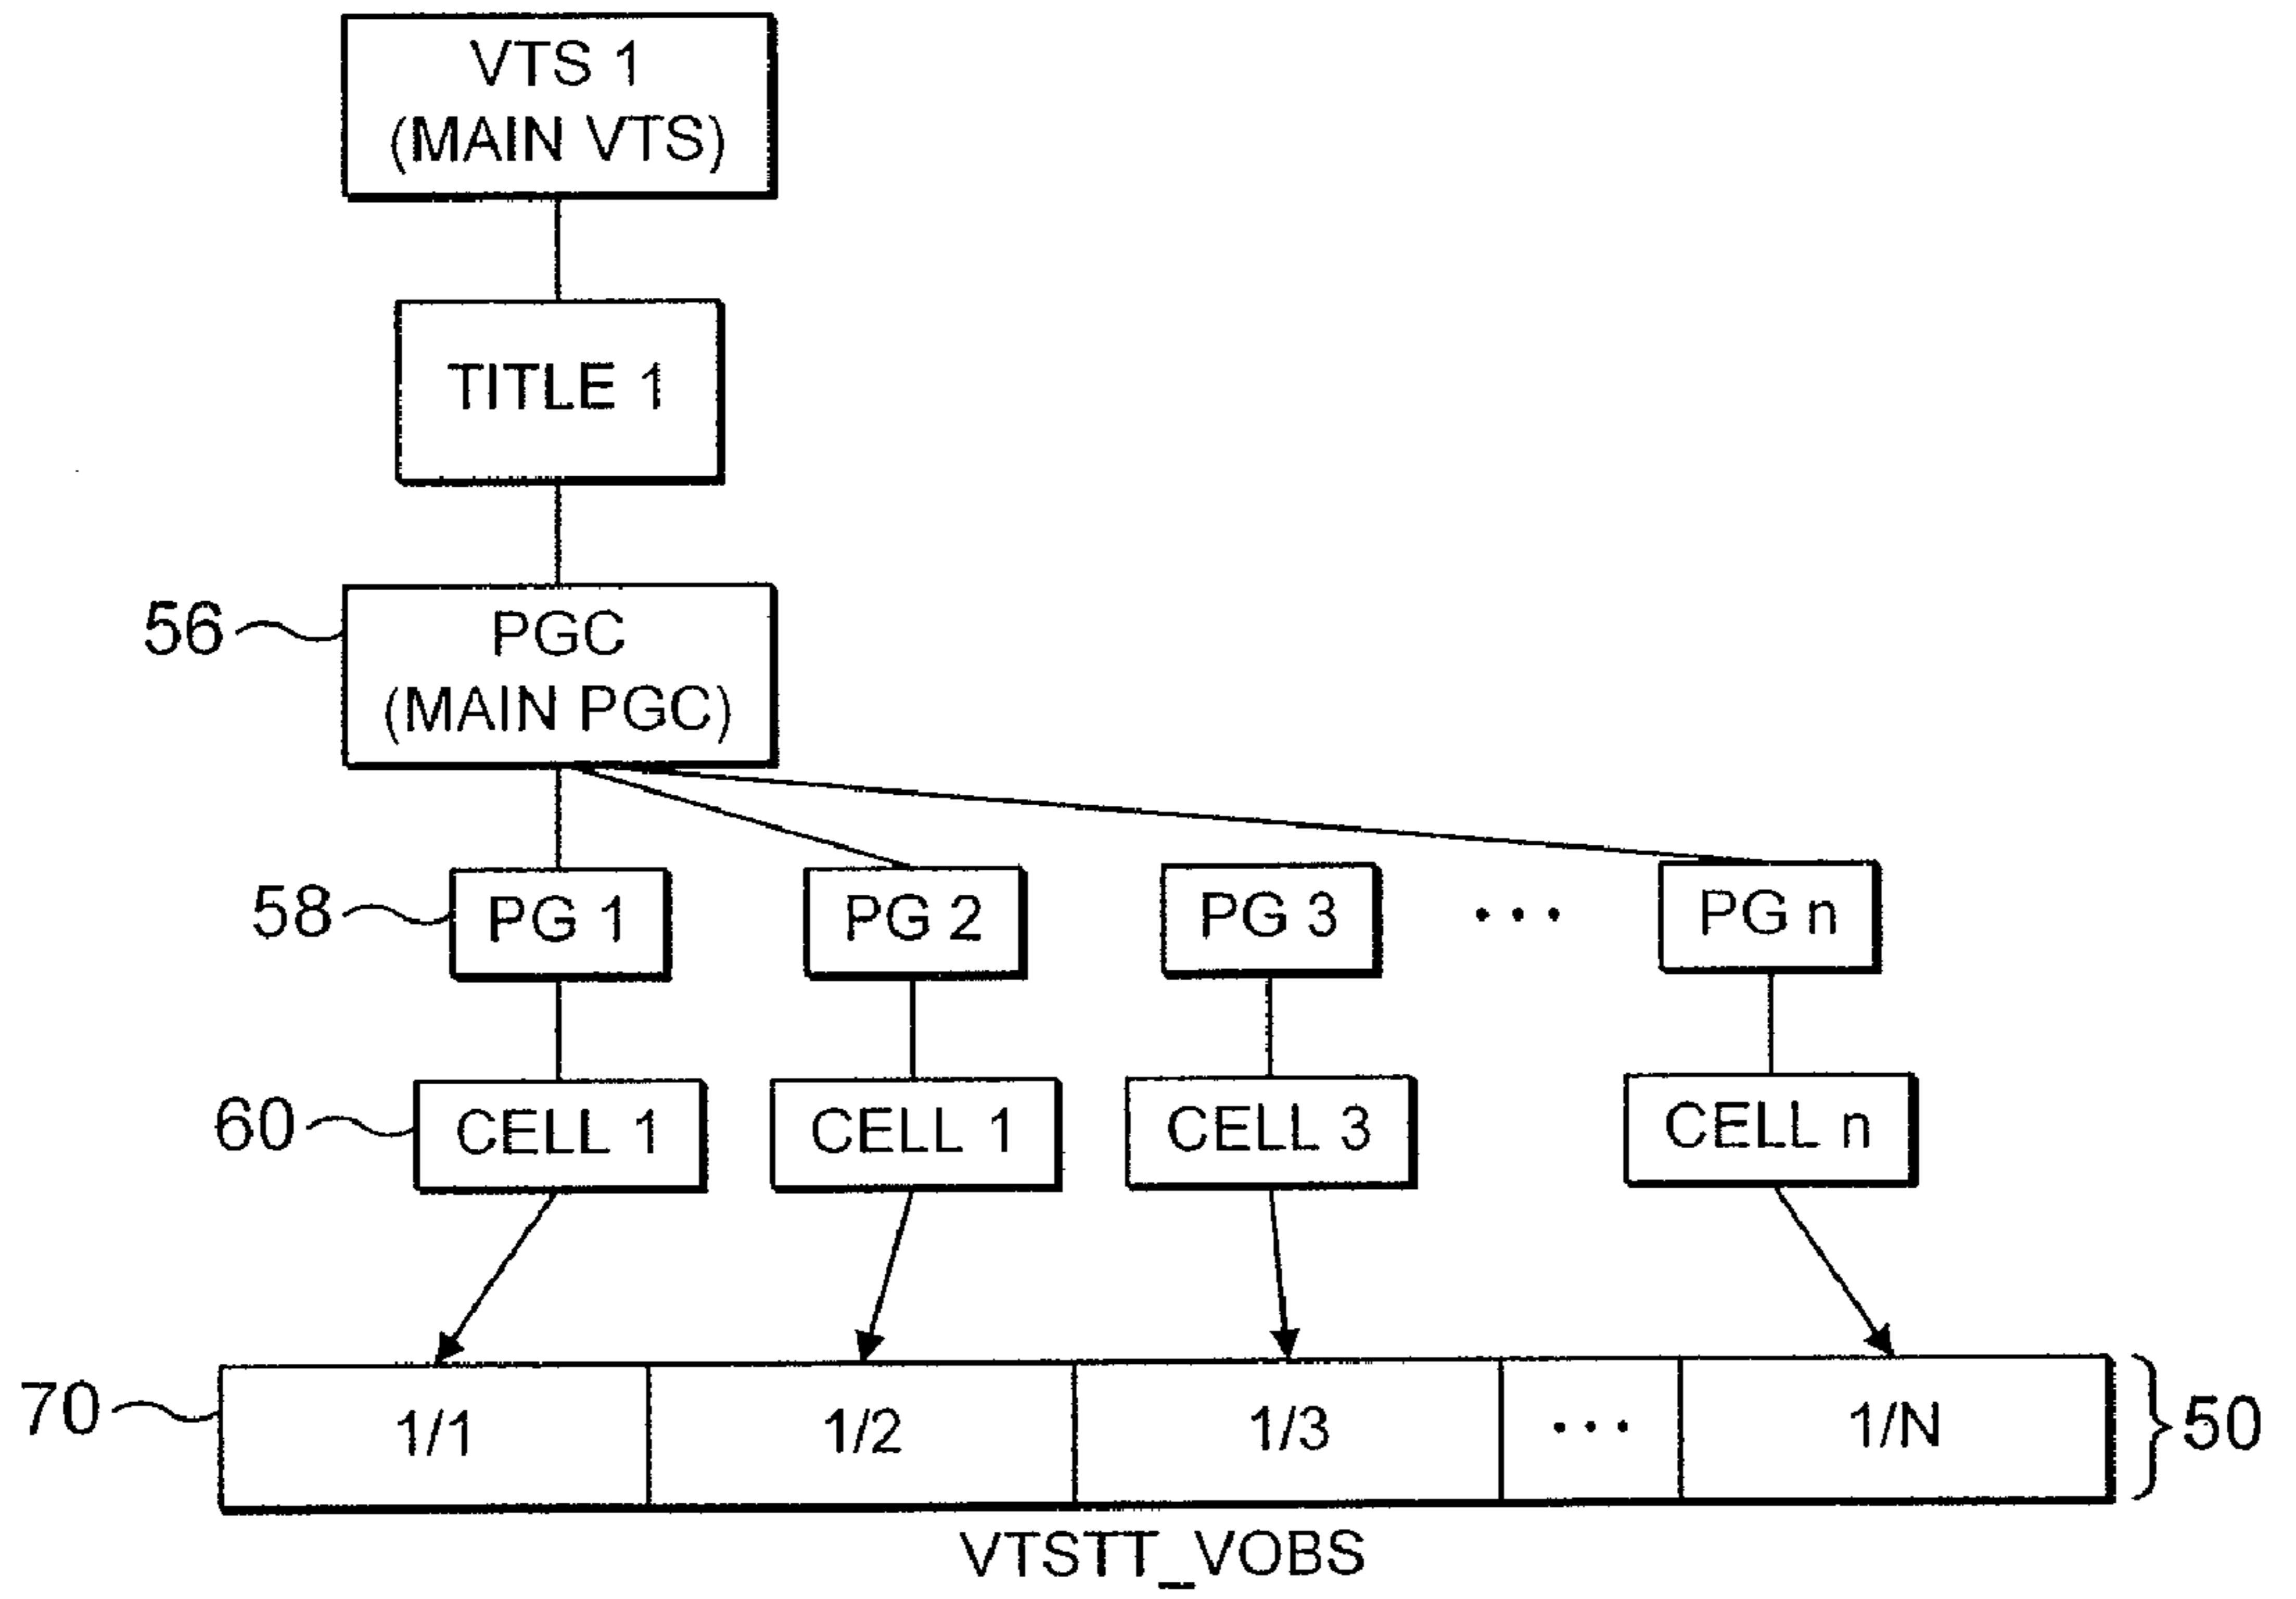 VTS 1
(MAIN VTS)
TITLE 1
56
PGC
(MAIN PGC)
58
PG 1
PG 2
PG 3
...
PG n
60
CELL 1
CELL 1
CELL 3
CELL n
70
1/1
1/2
1/3
...
1/N
50
VTSTT_VOBS